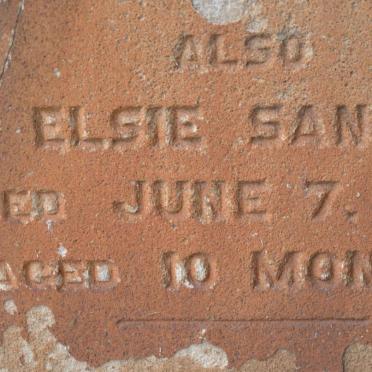 ALSO
ELSIE SAN
ED JUNE 7.
AGED 10 MON